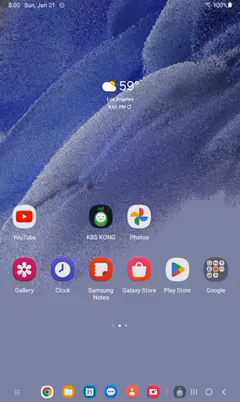 8:00 Sun, Jan 21
100%
59°
Los Angeles
YouTube
KBS KONG
Photos
Gallery
Clock
Samsung Notes
Galaxy Store
Play Store
Google
31